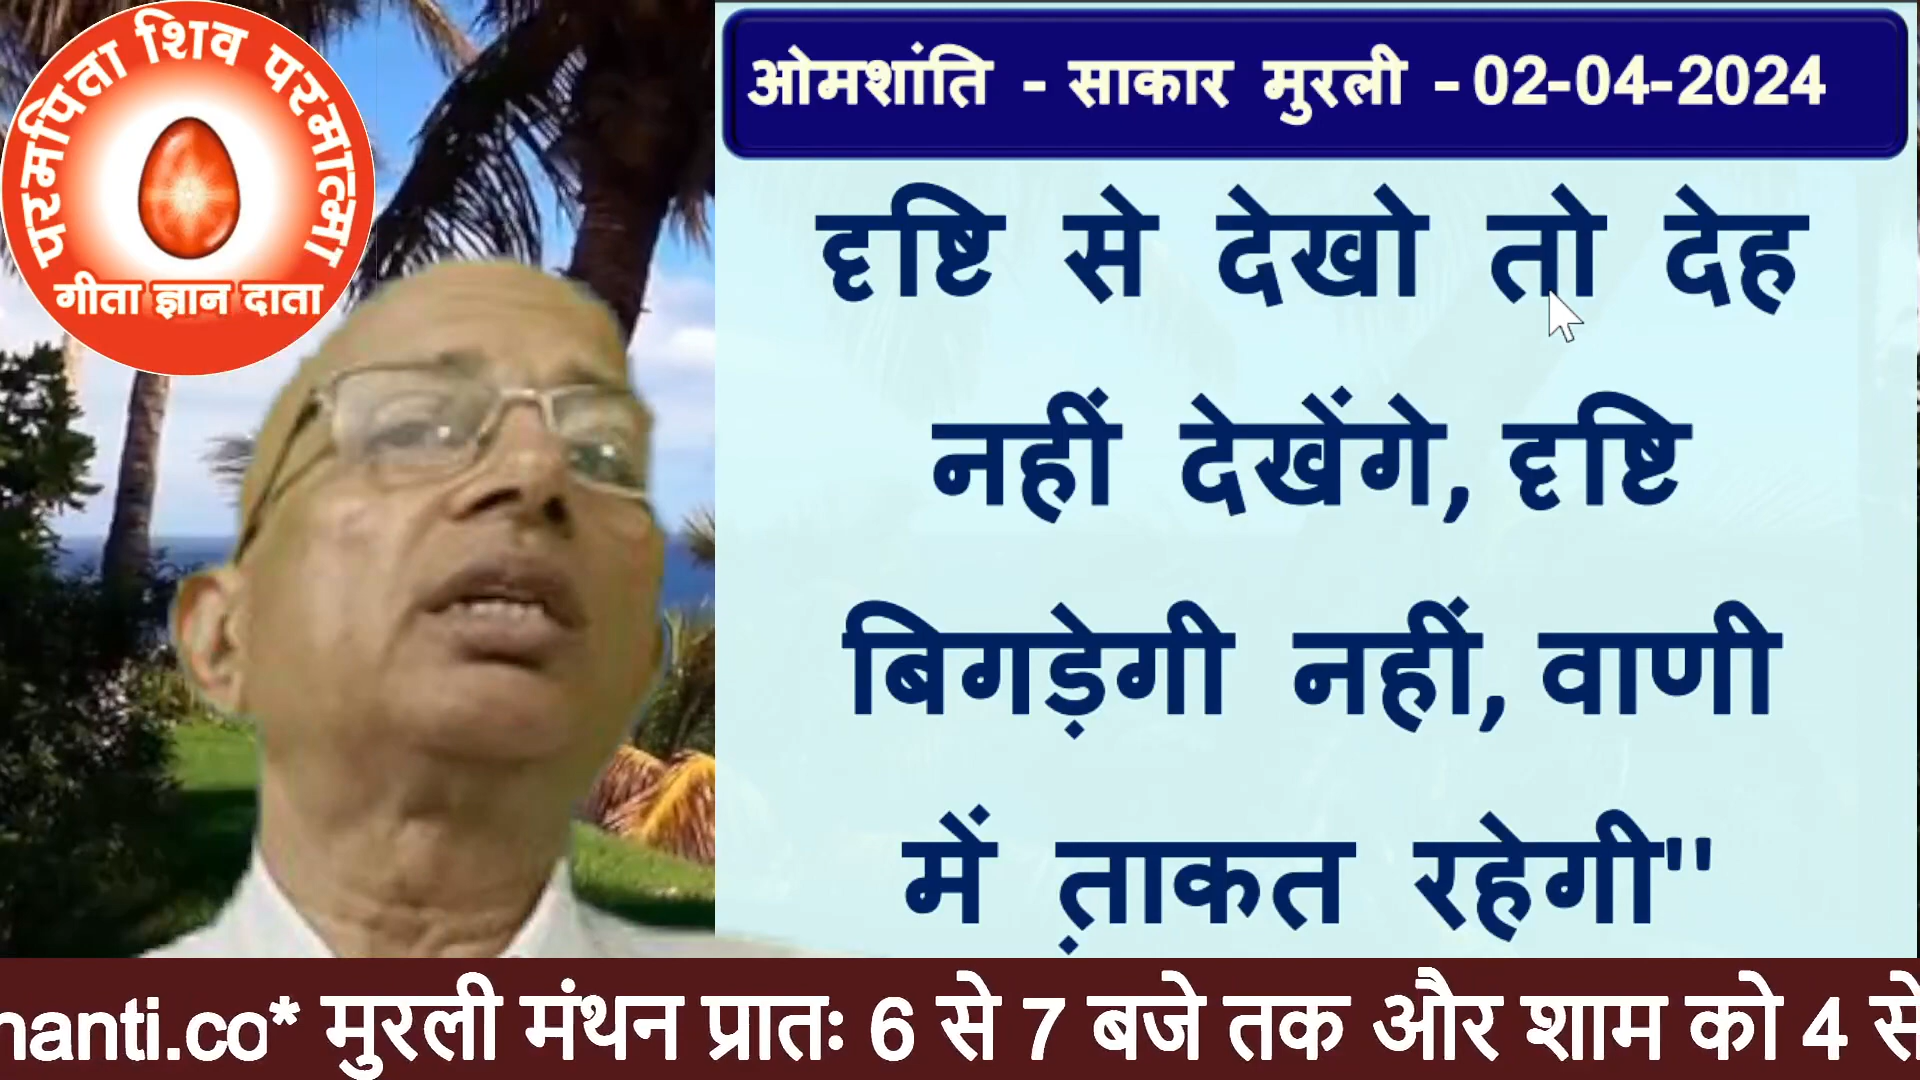 परमपिता शिव परमात्मा
गीता ज्ञान दाता
ओमशांति - साकार मुरली - 02-04-2024
दृष्टि से देखो तो देह
नहीं देखेंगे, दृष्टि
बिगड़ेगी नहीं, वाणी
में त़ाकत रहेगी"
hanti.co* मुरली मंथन प्रातः 6 से 7 बजे तक और शाम को 4 से